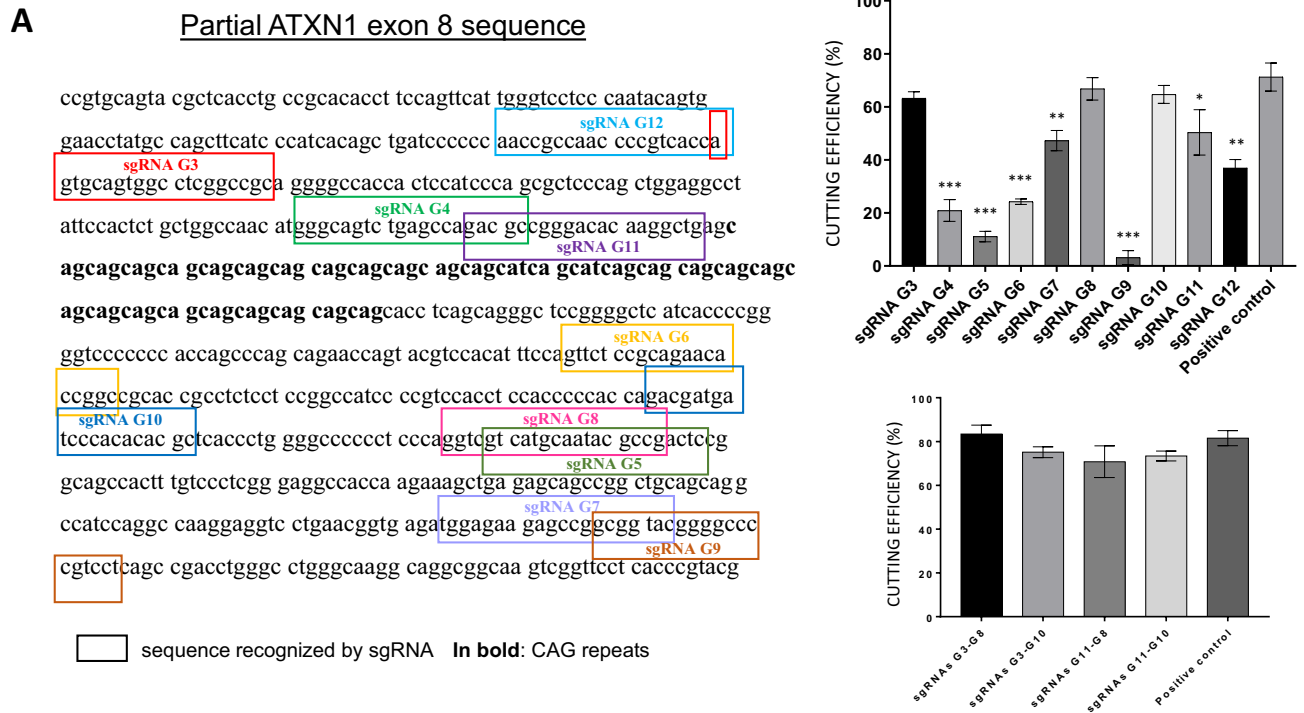 A
Partial ATXN1 exon 8 sequence
ccgtgcagta cgctcacctg ccgcacacct tccagttcat tgggtcctcc caatacagtg
sgRNA G12
gaacctatgc cagcttcatc ccatcacagc tgatccccccc aaccgccaac cccgtcacca
sgRNA G3
gtgcagtggc ctcggccgca ggggccacca ctccatccca gcgctcccag ctggaggcct
sgRNA G4
attccactct gctggccaac atgggcagtc tgagccagac gccgggacac aaggctgagc
sgRNA G11
agcagcagca gcagcagcag cagcagcagc agcagcatca gcatcagcag cagcagcagc
agcagcagca gcagcagcag cagcagcacc tcagcagggc tccggggctc atcaccccgg
sgRNA G6
ggtccccccc accagcccag cagaaccagt acgtccacat ttccagttct ccgcagaaca
ccggccgcac cgcctctcct ccggccatcc ccgtccacct ccacccccac cagacgatga
sgRNA G10 sgRNA G8
tcccacacac gctcaccctg gggccccccct cccaggtcgt catgcaatac gccgactccg
sgRNA G5
gcagccactt tgtccctcgg gaggccacca agaaagctga gagcagccgg ctgcagcagg
sgRNA G7
ccatccaggc caaggaggtc ctgaacggtg agatggagaa gagccggcgg tacggggccc
sgRNA G9
cgtcctcagc cgacctgggc ctgggcaagg caggcggcaa gtcggttcct cacccgtacg
sequence recognized by sgRNA In bold: CAG repeats
CUTTING EFFICIENCY (%)
100
80
60
40
20
0
***
***
***
**
***
*
**
sgRNA G3
sgRNA G4
sgRNA G5
sgRNA G6
sgRNA G7
sgRNA G8
sgRNA G9
sgRNA G10
sgRNA G11
sgRNA G12
Positive control
CUTTING EFFICIENCY (%)
100
80
60
40
20
0
sgRNAs G3-G8
sgRNAs G3-G10
sgRNAs G11-G8
sgRNAs G11-G10
Positive control